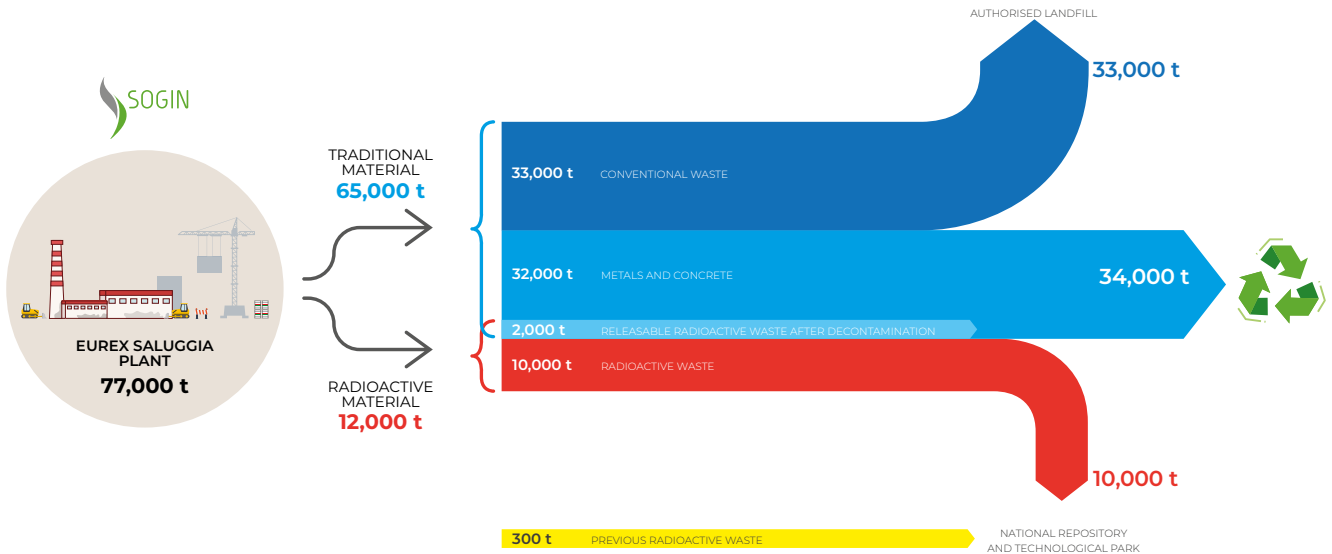 SOGIN
EUREX SALUGGIA
PLANT
77,000 t
TRADITIONAL
MATERIAL
65,000 t
RADIOACTIVE
MATERIAL
12,000 t
AUTHORISED LANDFILL
33,000 t
33,000 t CONVENTIONAL WASTE
32,000 t METALS AND CONCRETE
34,000 t
2,000 t RELEASABLE RADIOACTIVE WASTE AFTER DECONTAMINATION
10,000 t RADIOACTIVE WASTE
10,000 t
300 t PREVIOUS RADIOACTIVE WASTE
NATIONAL REPOSITORY
AND TECHNOLOGICAL PARK